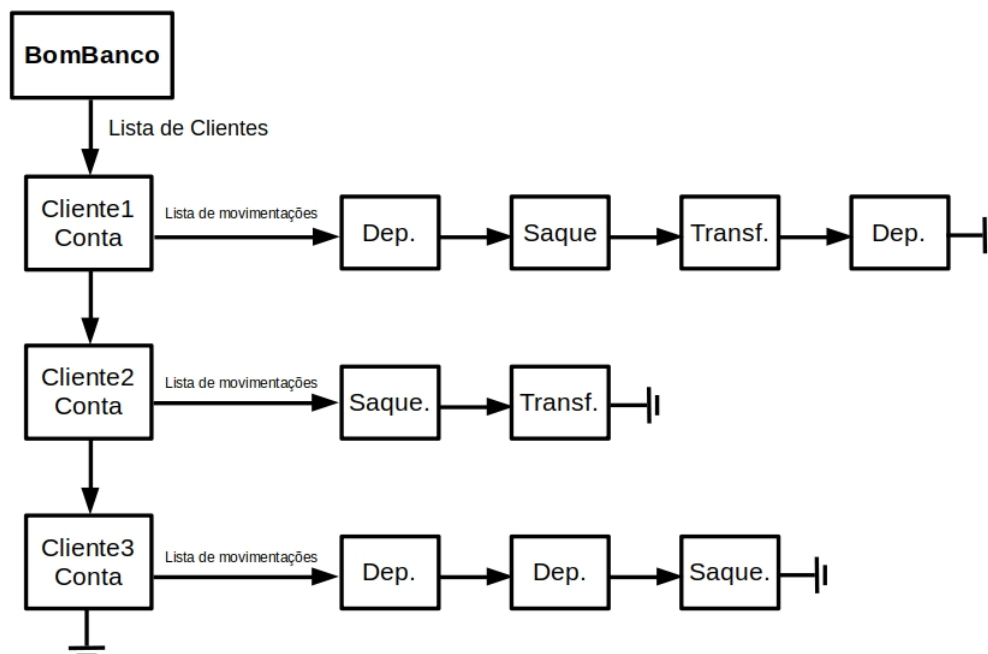 BomBanco
Lista de Clientes
Cliente1
Conta
Lista de movimentações
Dep.
Saque
Transf.
Dep.
Cliente2
Conta
Lista de movimentações
Saque.
Transf.
Cliente3
Conta
Lista de movimentações
Dep.
Dep.
Saque.